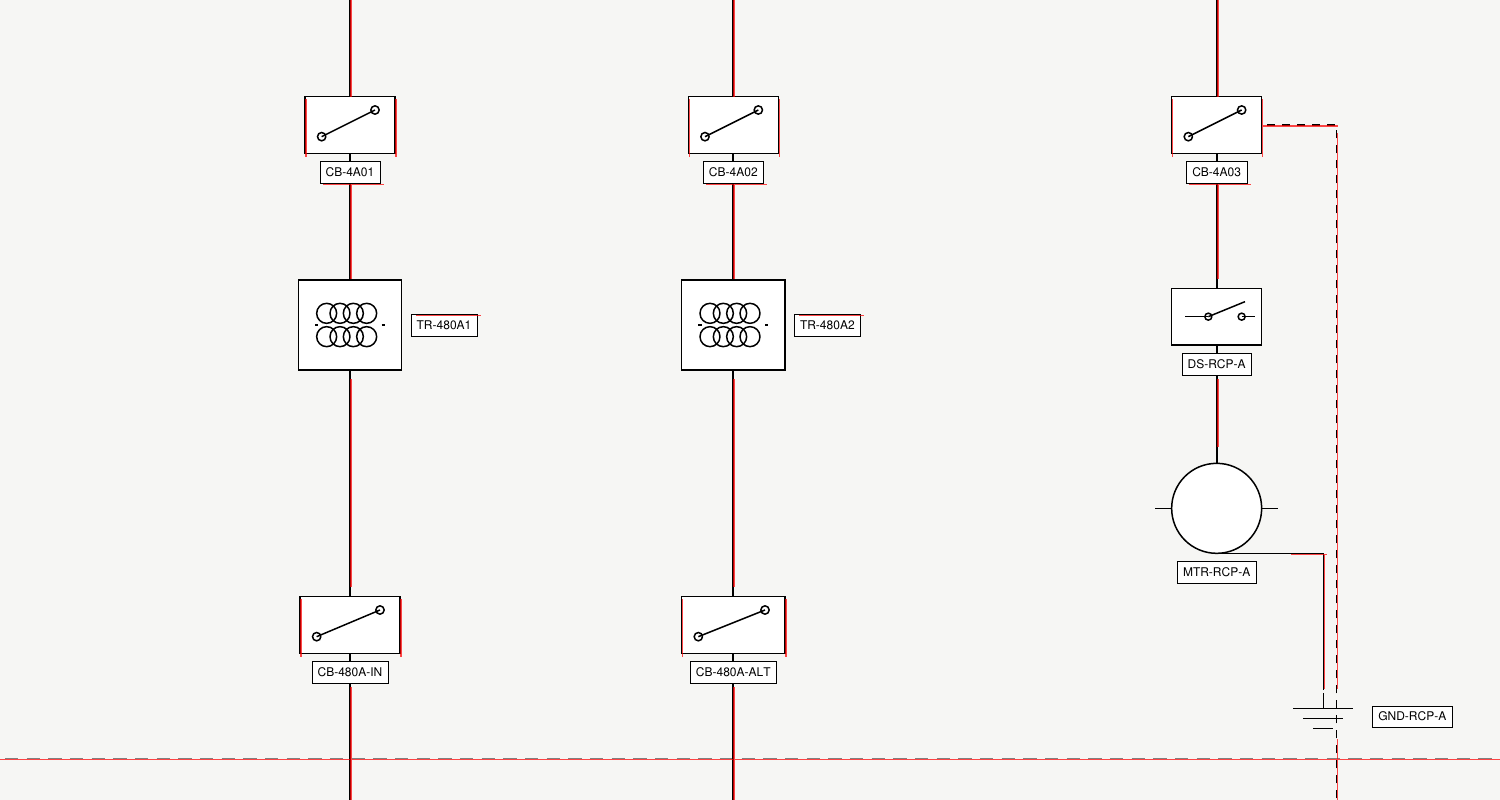 CB-4A01
CB-4A02
CB-4A03
TR-480A1
TR-480A2
DS-RCP-A
MTR-RCP-A
CB-480A-IN
CB-480A-ALT
GND-RCP-A